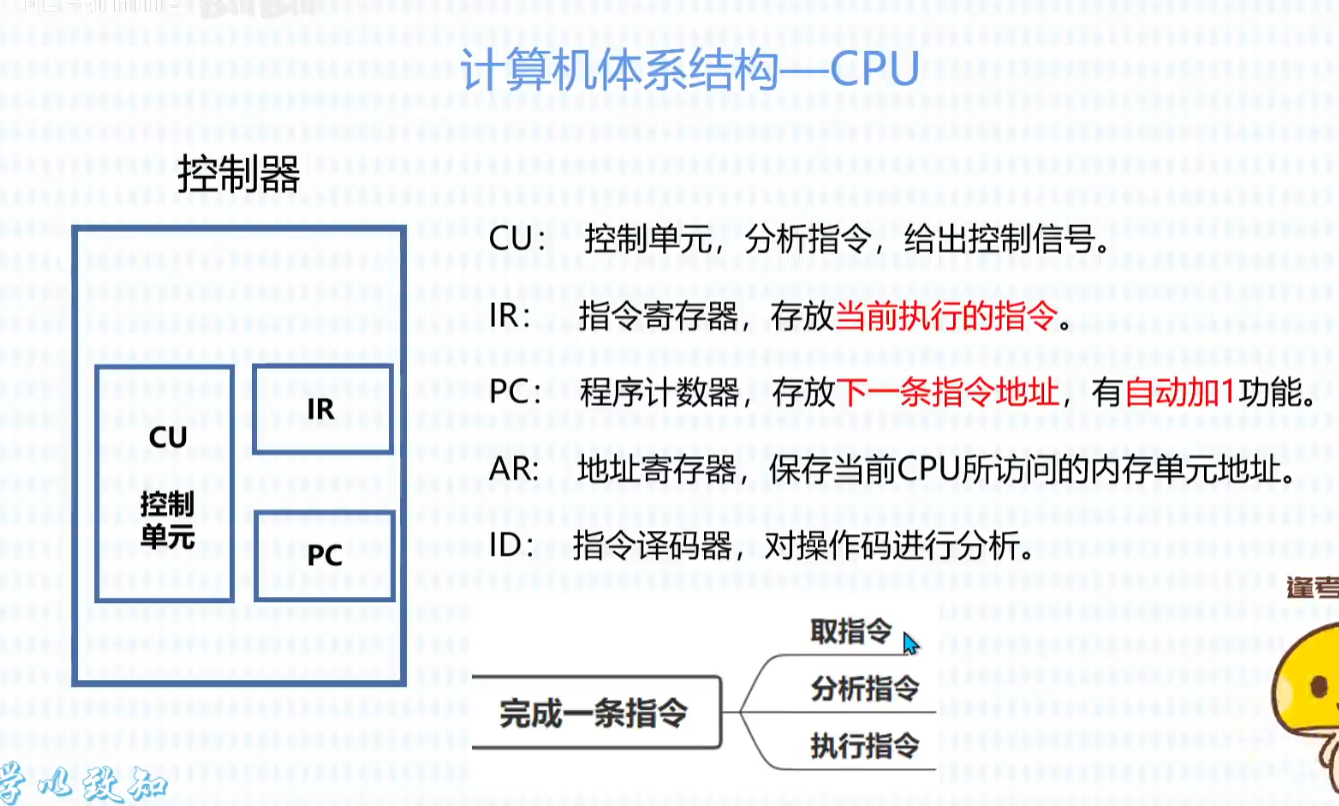 计算机体系结构—CPU
控制器
CU： 控制单元，分析指令，给出控制信号。
IR： 指令寄存器，存放当前执行的指令。
PC： 程序计数器，存放下一条指令地址，有自动加1功能。
AR： 地址寄存器，保存当前CPU所访问的内存单元地址。
ID： 指令译码器，对操作码进行分析。
CU
控制
单元
IR
PC
完成一条指令
取指令
分析指令
执行指令
逢考
学以致知